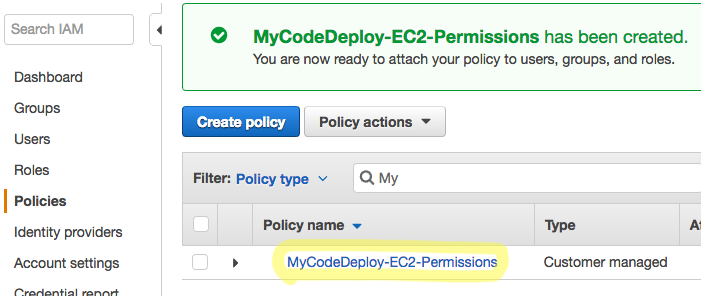 Search IAM
Dashboard
Groups
Users
Roles
Policies
Identity providers
Account settings
Credential report
MyCodeDeploy-EC2-Permissions has been created.
You are now ready to attach your policy to users, groups, and roles.
Create policy
Policy actions
Filter: Policy type
My
Policy name
Type
MyCodeDeploy-EC2-Permissions
Customer managed